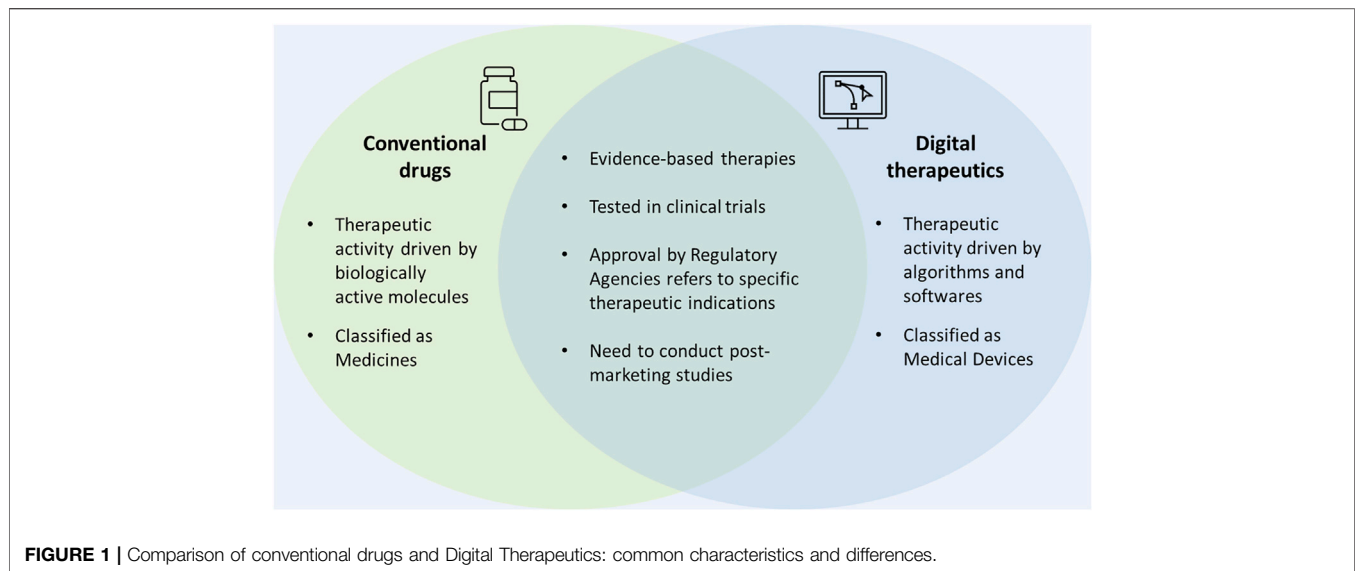 Conventional
drugs
• Therapeutic
activity driven by
biologically
active molecules
• Classified as
Medicines
• Evidence-based therapies
• Tested in clinical trials
• Approval by Regulatory
Agencies refers to specific
therapeutic indications
• Need to conduct post-
marketing studies
Digital
therapeutics
• Therapeutic
activity driven by
algorithms and
softwares
• Classified as
Medical Devices
FIGURE 1 | Comparison of conventional drugs and Digital Therapeutics: common characteristics and differences.